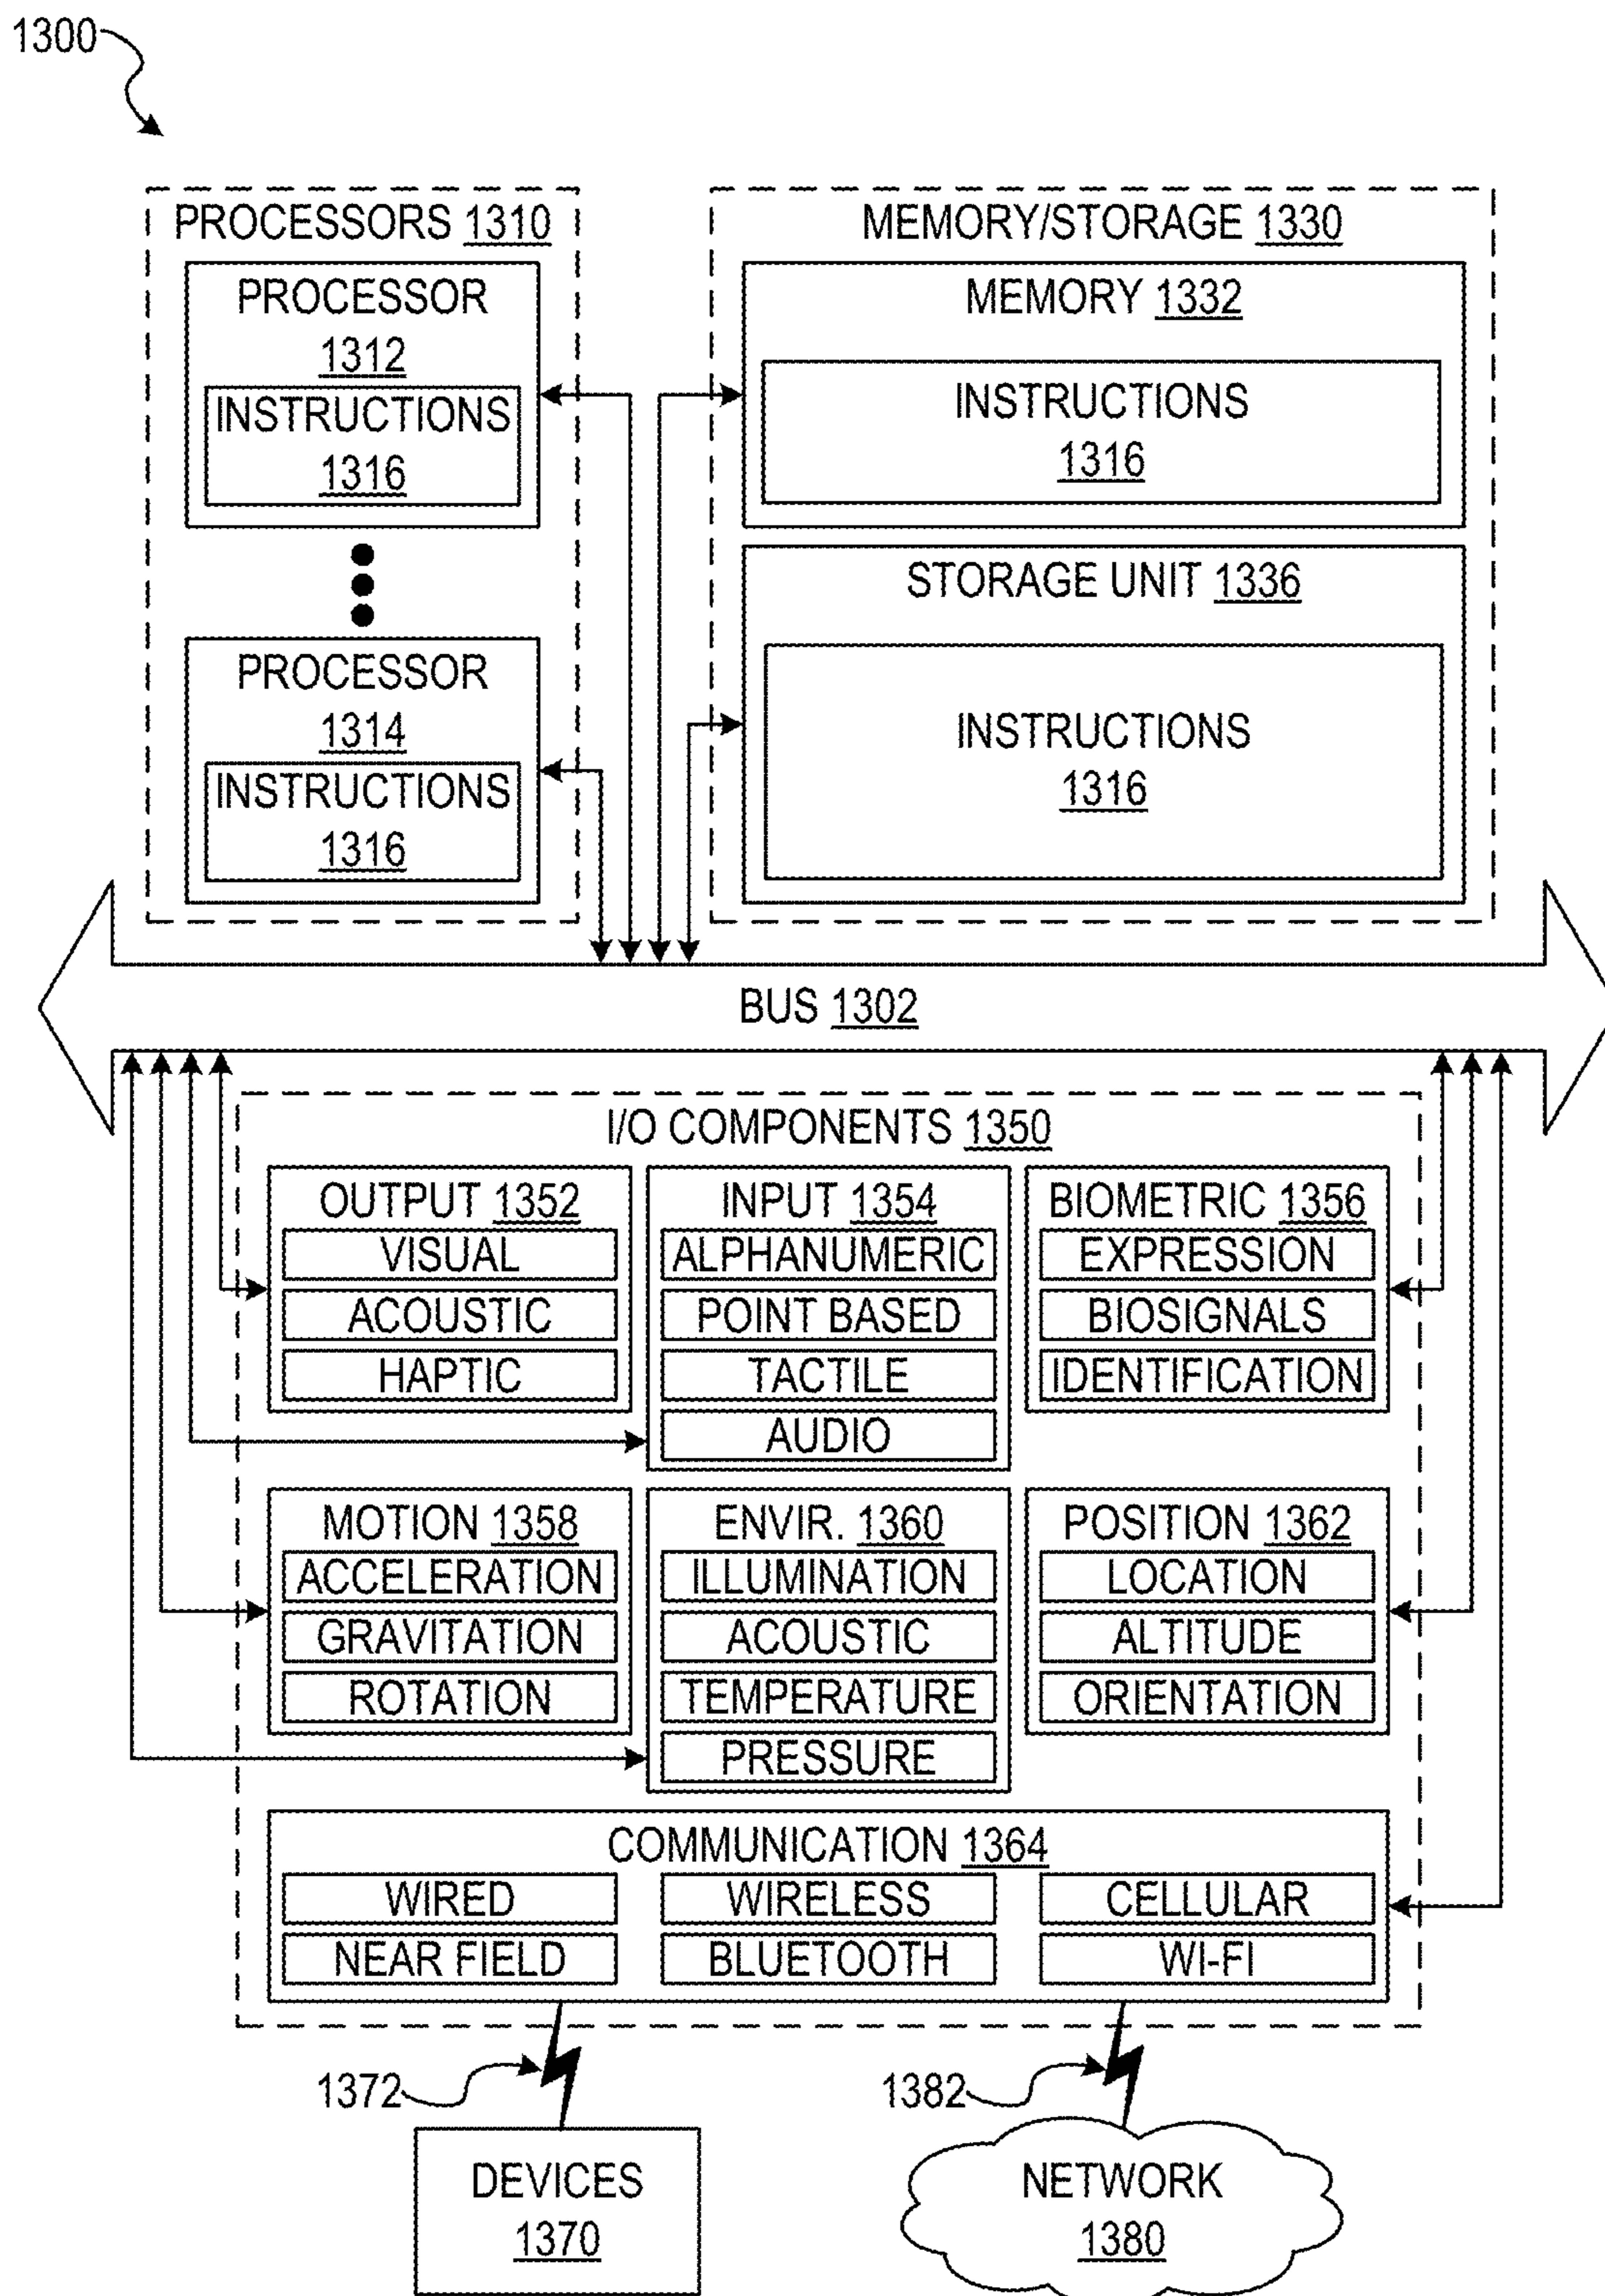 1300
PROCESSORS 1310
PROCESSOR
1312
INSTRUCTIONS
1316
PROCESSOR
1314
INSTRUCTIONS
1316
MEMORY/STORAGE 1330
MEMORY 1332
INSTRUCTIONS
1316
STORAGE UNIT 1336
INSTRUCTIONS
1316
BUS 1302
I/O COMPONENTS 1350
OUTPUT 1352
VISUAL
ACOUSTIC
HAPTIC
INPUT 1354
ALPHANUMERIC
POINT BASED
TACTILE
AUDIO
BIOMETRIC 1356
EXPRESSION
BIOSIGNALS
IDENTIFICATION
MOTION 1358
ACCELERATION
GRAVITATION
ROTATION
ENVIR. 1360
ILLUMINATION
ACOUSTIC
TEMPERATURE
PRESSURE
POSITION 1362
LOCATION
ALTITUDE
ORIENTATION
COMMUNICATION 1364
WIRED
WIRELESS
CELLULAR
NEAR FIELD
BLUETOOTH
WI-FI
1372
1382
DEVICES
1370
NETWORK
1380